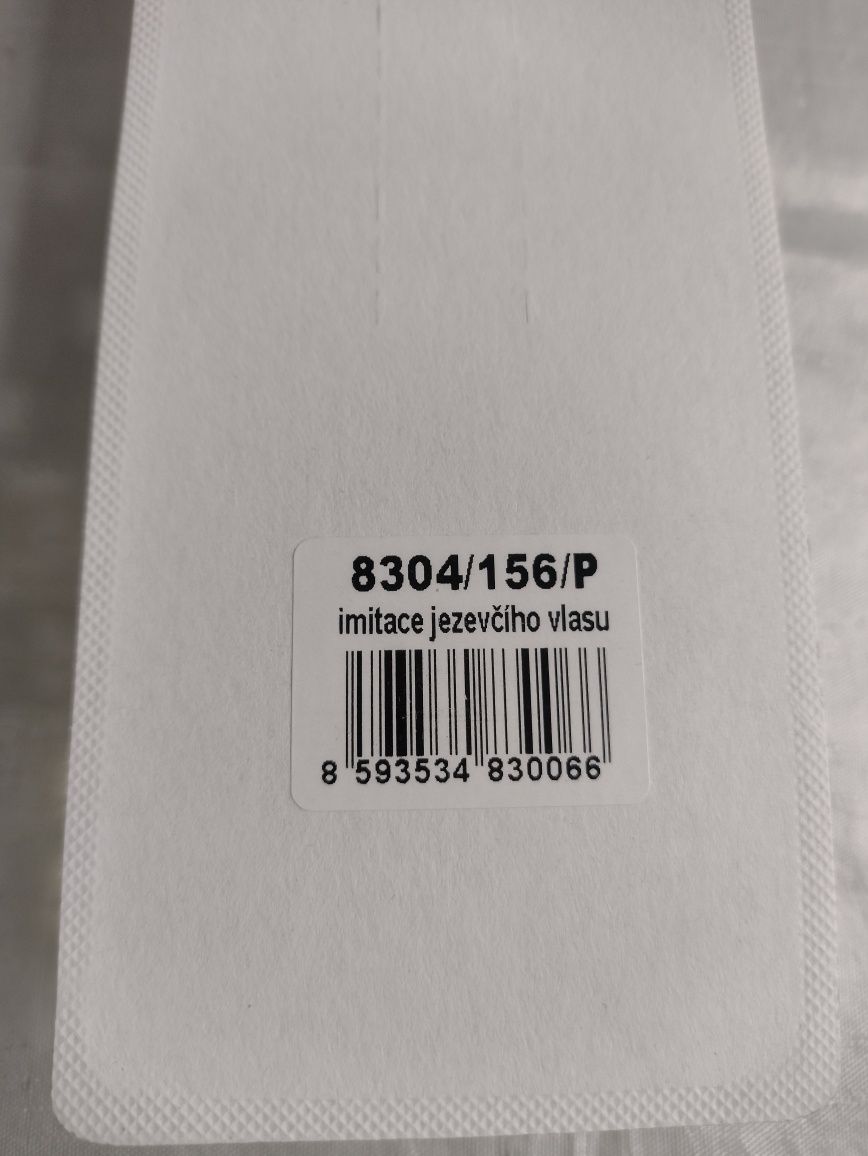 8304/156/P
imitace jezevčího vlasu
8 593534 830066